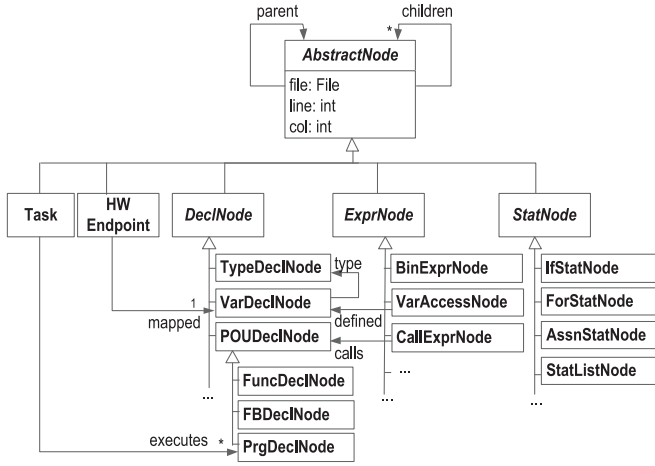 parent
children
*
AbstractNode
file: File
line: int
col: int
Task
HW
Endpoint
DeclNode
ExprNode
StatNode
TypeDeclNode
type
BinExprNode
IfStatNode
1
VarDeclNode
VarAccessNode
ForStatNode
mapped
defined
POUDeclNode
CallExprNode
AssnStatNode
calls
...
FuncDeclNode
StatListNode
...
...
FBDeclNode
executes
*
PrgDeclNode